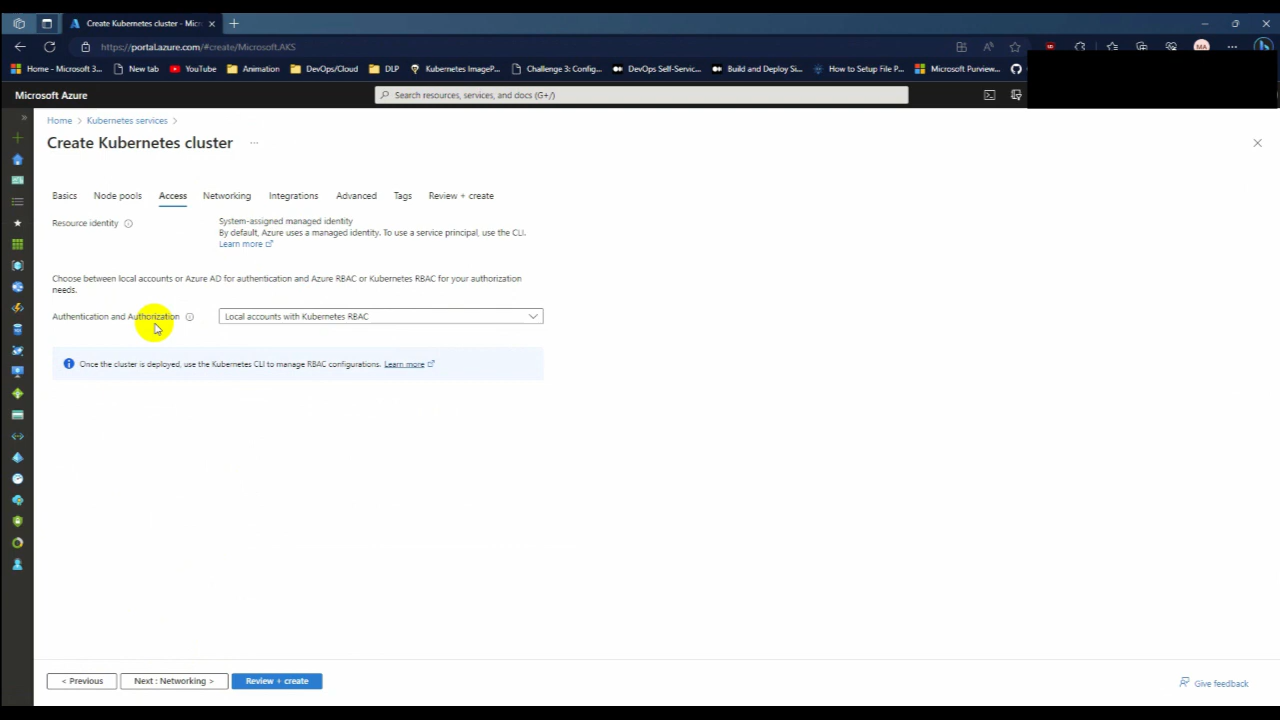 Create Kubernetes cluster - Micr
https://portal.azure.com/#create/Microsoft.AKS
MA
Home - Microsoft 3...
New tab
YouTube
Animation
DevOps/Cloud
DLP
Kubernetes ImageP...
Challenge 3: Config...
DevOps Self-Servic...
Build and Deploy Si...
How to Setup File P...
Microsoft Purview...
Microsoft Azure
Search resources, services, and docs (G+/)
Home > Kubernetes services >
Create Kubernetes cluster ...
Basics Node pools Access Networking Integrations Advanced Tags Review + create
Resource identity
System-assigned managed identity
By default, Azure uses a managed identity. To use a service principal, use the CLI.
Learn more
Choose between local accounts or Azure AD for authentication and Azure RBAC or Kubernetes RBAC for your authorization
needs.
Authentication and Authorization
Local accounts with Kubernetes RBAC
Once the cluster is deployed, use the Kubernetes CLI to manage RBAC configurations. Learn more
< Previous
Next : Networking >
Review + create
Give feedback